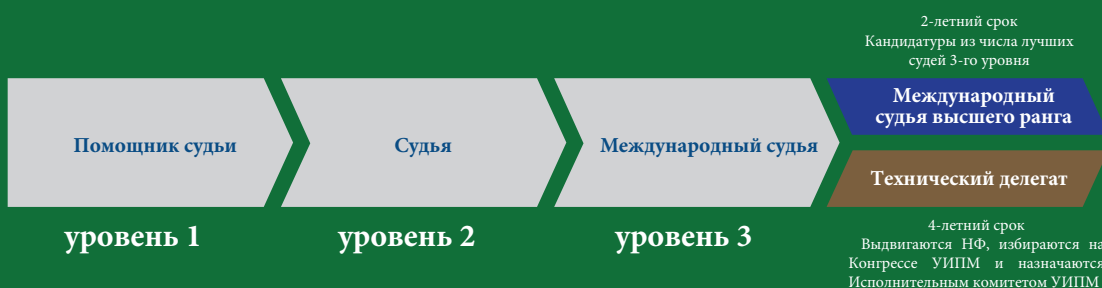 2-летний срок
Кандидатуры из числа лучших
судей 3-го уровня
Помощник судьи
Судья
Международный судья
Международный
судья высшего ранга
Технический делегат
уровень 1
уровень 2
уровень 3
4-летний срок
Выдвигаются НФ, избираются на
Конгрессе УИПМ и назначаются
Исполнительным комитетом УИПМ